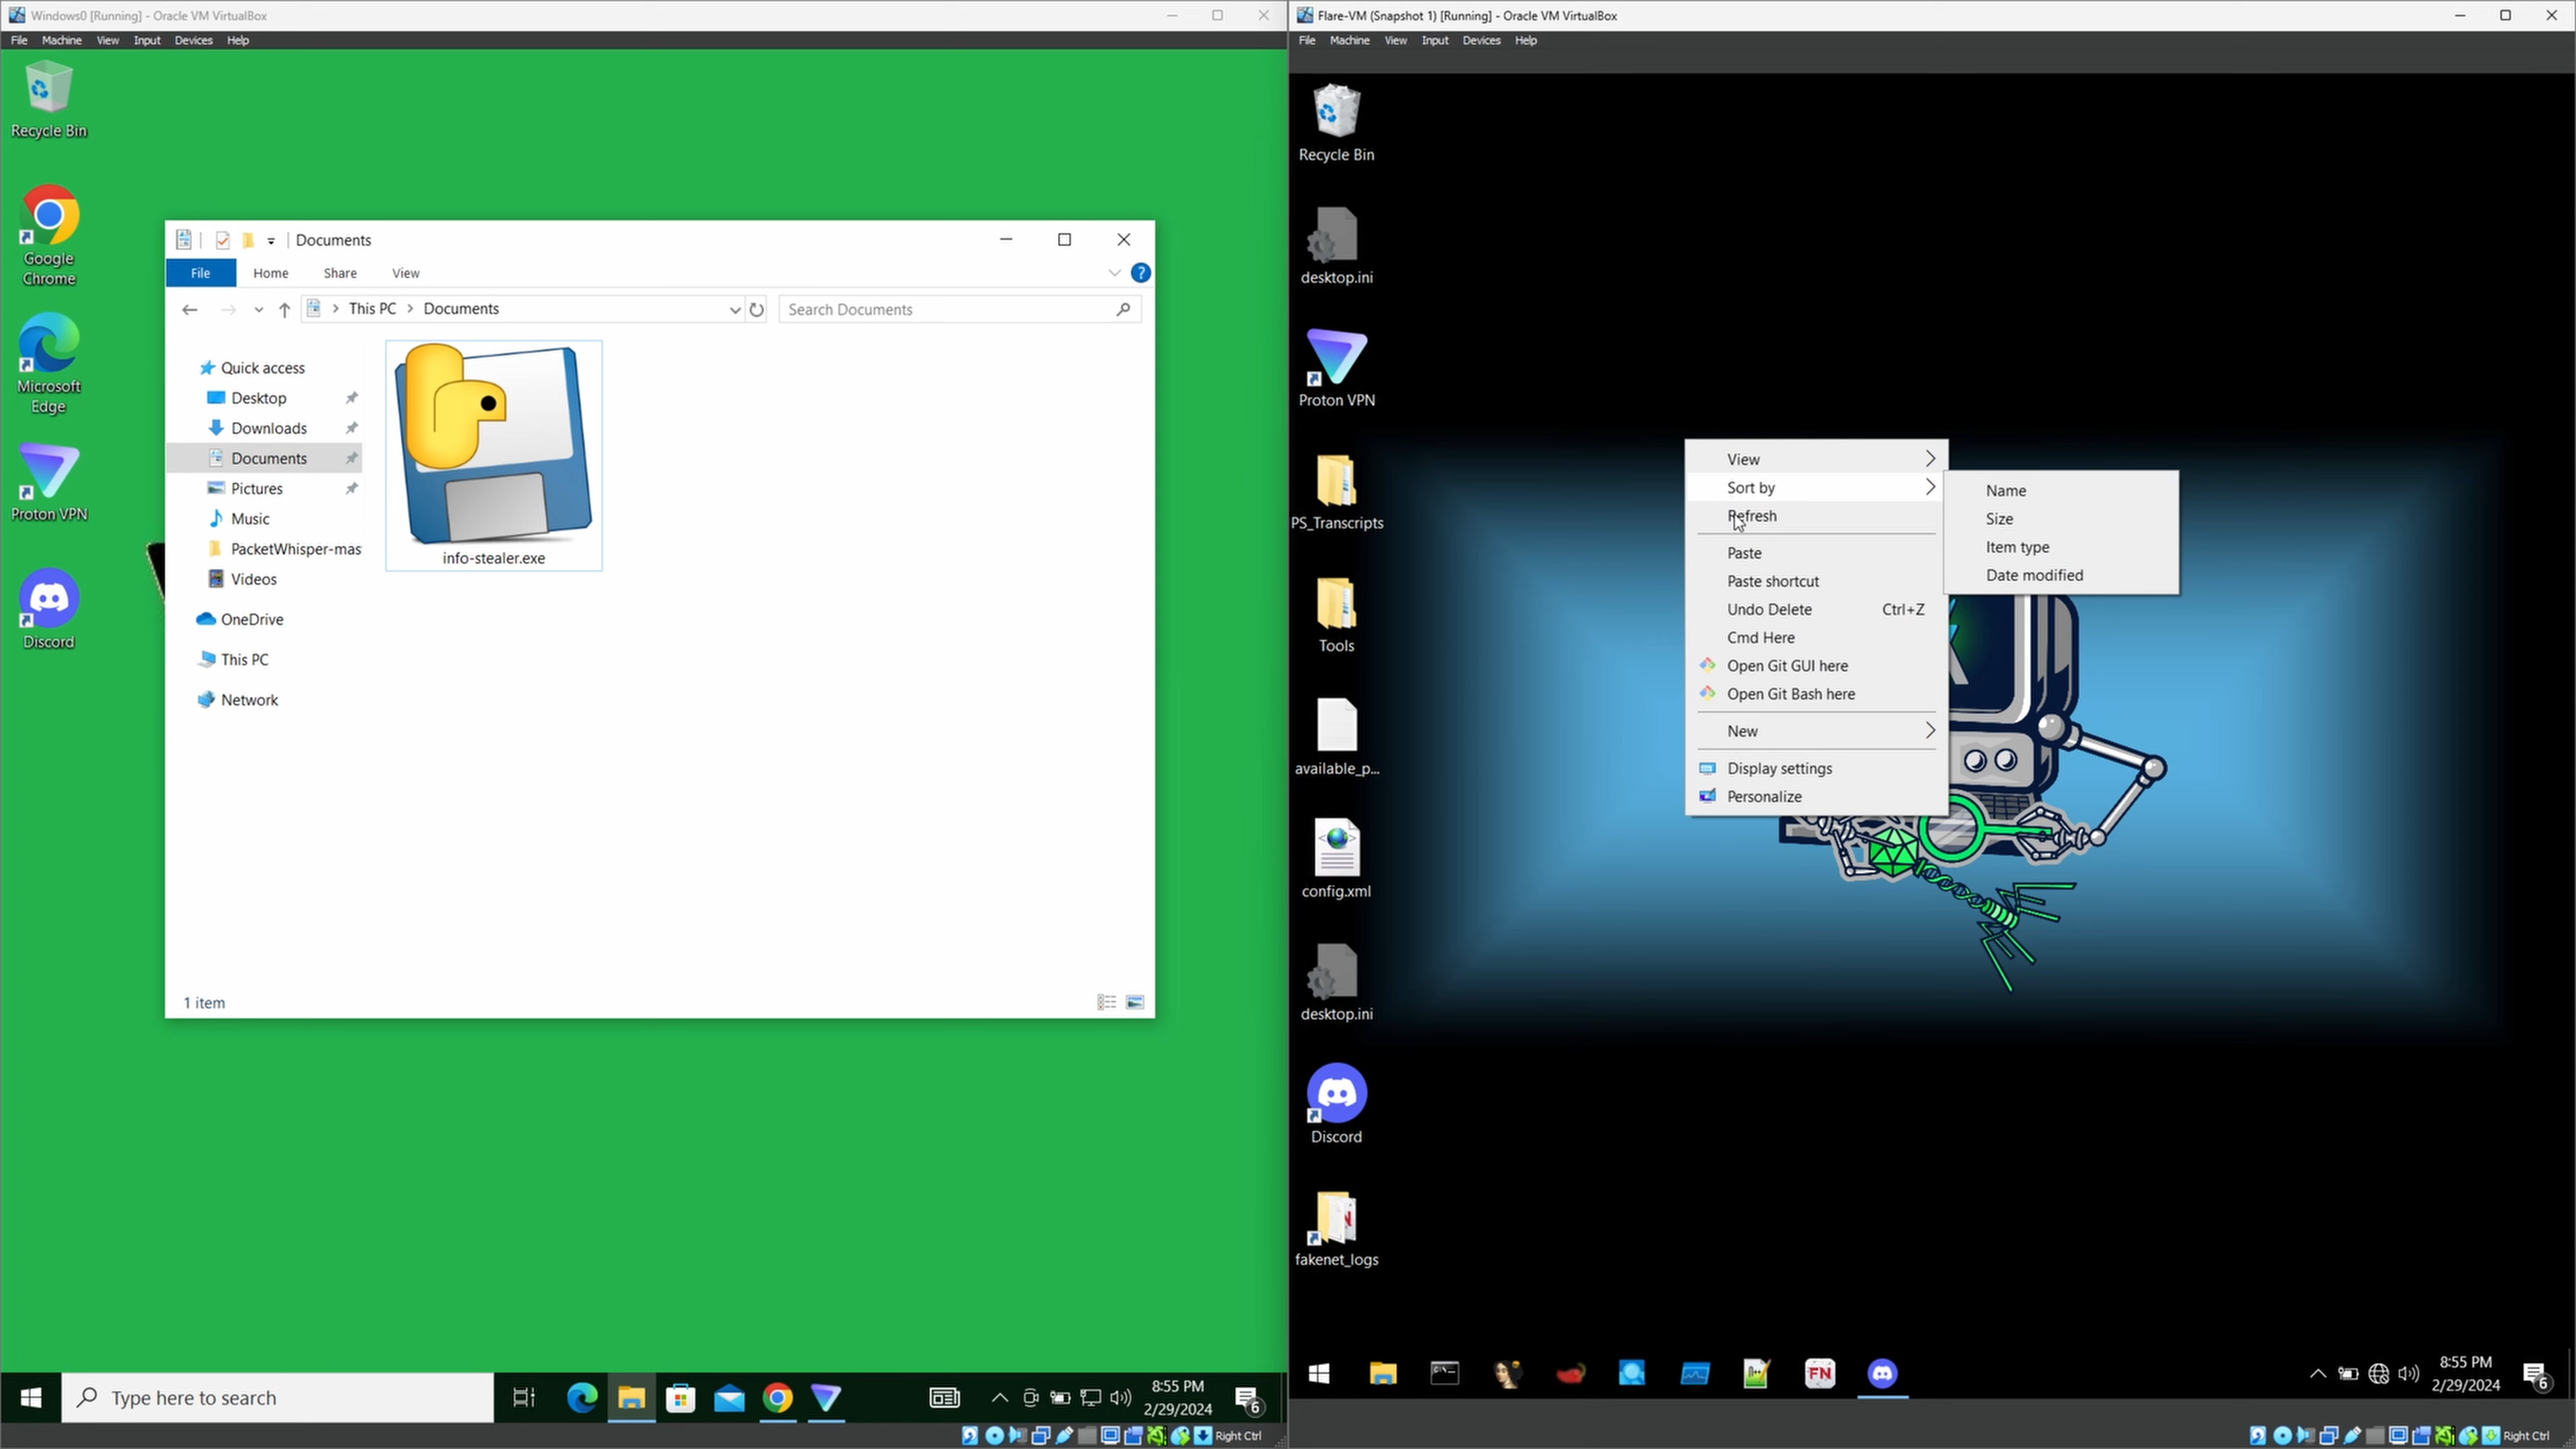 Windows0 [Running] - Oracle VM VirtualBox
File Machine View Input Devices Help
Recycle Bin
Google
Chrome
Microsoft
Edge
Proton VPN
Discord
Documents
File Home Share View
This PC Documents
Search Documents
Quick access
Desktop
Downloads
Documents
Pictures
Music
PacketWhisper-mas
Videos
OneDrive
This PC
Network
info-stealer.exe
1 item
Type here to search
8:55 PM
2/29/2024
6
Right Ctrl
Flare-VM (Snapshot 1) [Running] - Oracle VM VirtualBox
File Machine View Input Devices Help
Recycle Bin
desktop.ini
Proton VPN
PS_Transcripts
Tools
available_p...
config.xml
desktop.ini
Discord
fakenet_logs
View
Sort by
Refresh
Paste
Paste shortcut
Undo Delete Ctrl+Z
Cmd Here
Open Git GUI here
Open Git Bash here
New
Display settings
Personalize
Name
Size
Item type
Date modified
FN
8:55 PM
2/29/2024
6
Right Ctrl